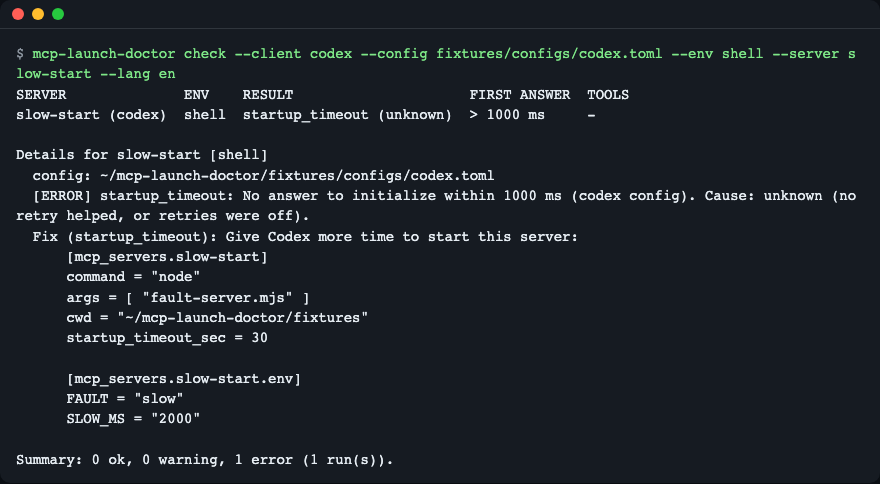 $ mcp-launch-doctor check --client codex --config fixtures/configs/codex.toml --env shell --server s
low-start --lang en
SERVER              ENV    RESULT                     FIRST ANSWER  TOOLS
slow-start (codex)  shell  startup_timeout (unknown)  > 1000 ms     -
Details for slow-start [shell]
  config: ~/mcp-launch-doctor/fixtures/configs/codex.toml
  [ERROR] startup_timeout: No answer to initialize within 1000 ms (codex config). Cause: unknown (no
retry helped, or retries were off).
  Fix (startup_timeout): Give Codex more time to start this server:
      [mcp_servers.slow-start]
      command = "node"
      args = [ "fault-server.mjs" ]
      cwd = "~/mcp-launch-doctor/fixtures"
      startup_timeout_sec = 30
      [mcp_servers.slow-start.env]
      FAULT = "slow"
      SLOW_MS = "2000"
Summary: 0 ok, 0 warning, 1 error (1 run(s)).